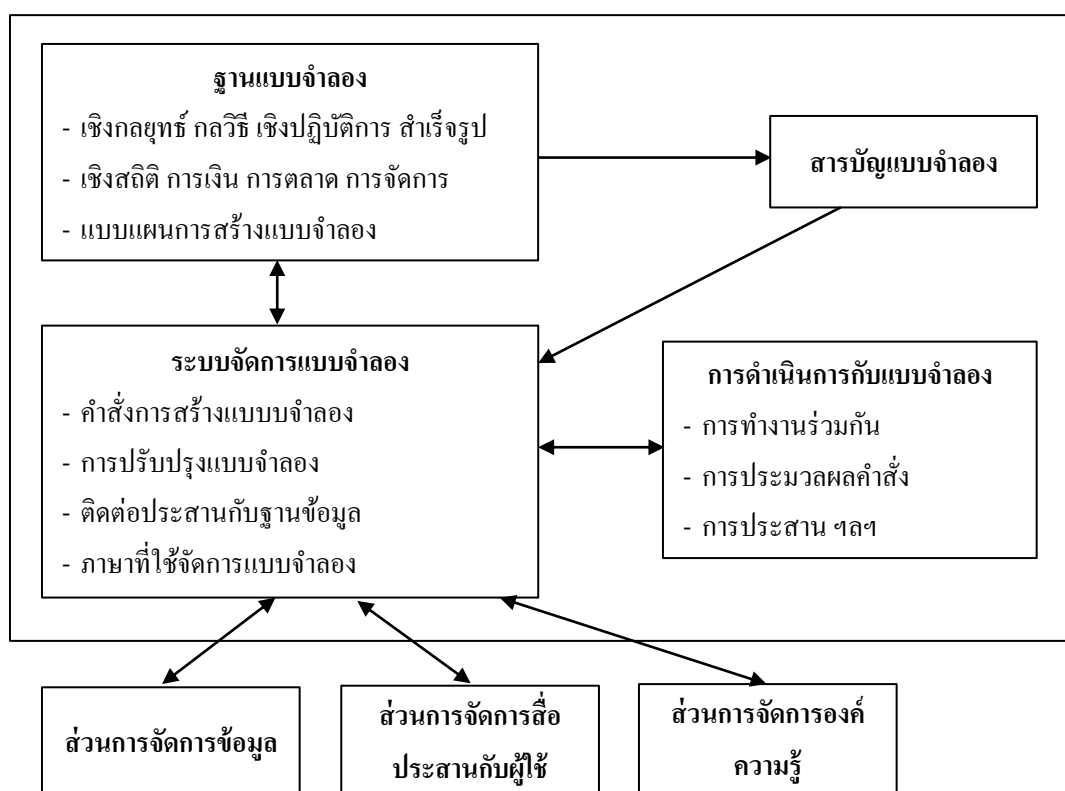 ฐานแบบจำลอง
- เชิงกลยุทธ์ กลวิธี เชิงปฏิบัติการ สำเร็จรูป
- เชิงสถิติ การเงิน การตลาด การจัดการ
- แบบแผนการสร้างแบบจำลอง
สารบัญแบบจำลอง
ระบบจัดการแบบจำลอง
- คำสั่งการสร้างแบบบจำลอง
- การปรับปรุงแบบจำลอง
- ติดต่อประสานกับฐานข้อมูล
- ภาษาที่ใช้จัดการแบบจำลอง
การดำเนินการกับแบบจำลอง
- การทำงานร่วมกัน
- การประมวลผลคำสั่ง
- การประสาน ฯลฯ
ส่วนการจัดการข้อมูล
ส่วนการจัดการสื่อ
ประสานกับผู้ใช้
ส่วนการจัดการองค์
ความรู้